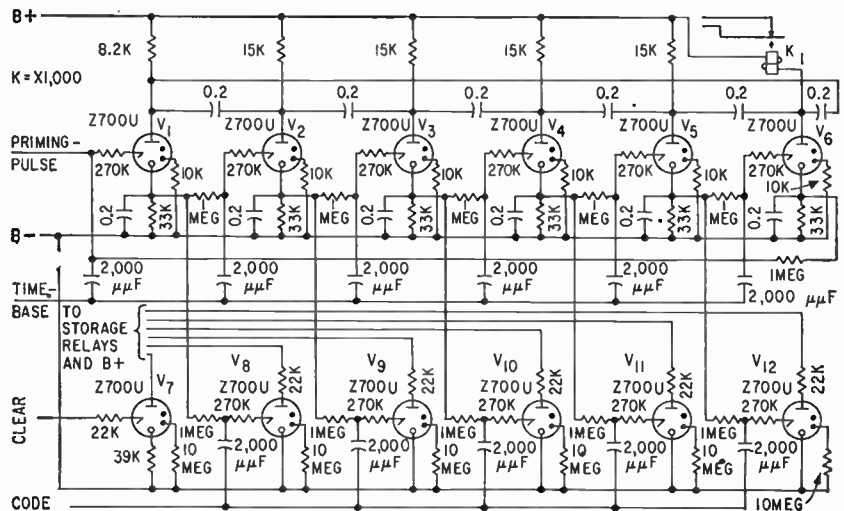 B+
8.2K 15K 15K 15K 15K K1
K = X1,000
0.2 0.2 0.2 0.2 0.2 0.2
Z700U V1 Z700U V2 Z700U V3 Z700U V4 Z700U V5 Z700U V6
PRIMING-
PULSE
270K 10K 270K 10K 270K 10K 270K 10K 270K 10K 270K 10K
0.2 33K 1 MEG 0.2 33K 1 MEG 0.2 33K 1 MEG 0.2 33K 1 MEG 0.2 33K 1 MEG 0.2 33K
B-
2,000 μμF 2,000 μμF 2,000 μμF 2,000 μμF 2,000 μμF 1MEG
2,000 μμF
TIME-
BASE
TO
STORAGE
RELAYS
AND B+
V7 V8 V9 V10 V11 V12
22K 22K 22K 22K 22K
Z700U Z700U Z700U Z700U Z700U Z700U
270K 270K 270K 270K 270K
CLEAR
22K 1MEG 1MEG 1MEG 1MEG 1MEG
39K 10 MEG 2,000 μμF 10 MEG 2,000 μμF 10 MEG 2,000 μμF 10 MEG 2,000 μμF 10 MEG 2,000 μμF
10MEG
CODE